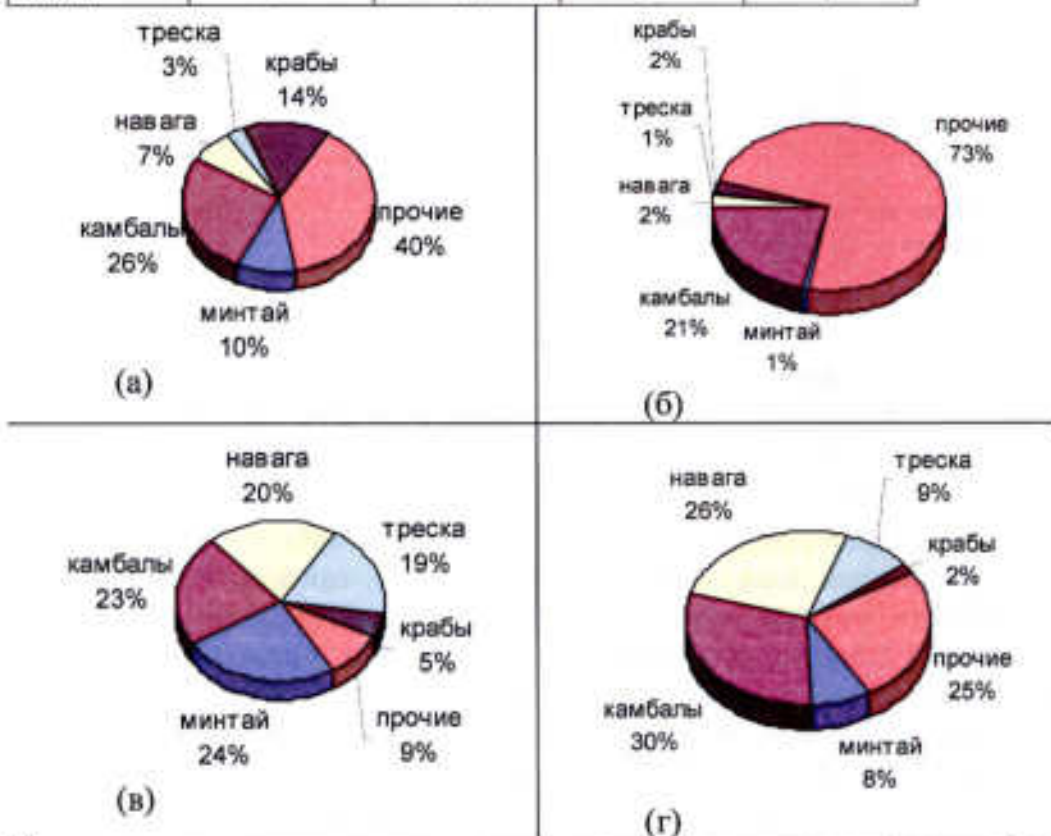 треска
3%
крабы
14%
навага
7%
камбалы
26%
прочие
40%
минтай
10%
(а)
крабы
2%
треска
1%
навага
2%
прочие
73%
камбалы
21%
минтай
1%
(б)
навага
20%
треска
19%
камбалы
23%
крабы
5%
минтай
24%
прочие
9%
(в)
навага
26%
треска
9%
крабы
2%
прочие
25%
камбалы
30%
минтай
8%
(г)